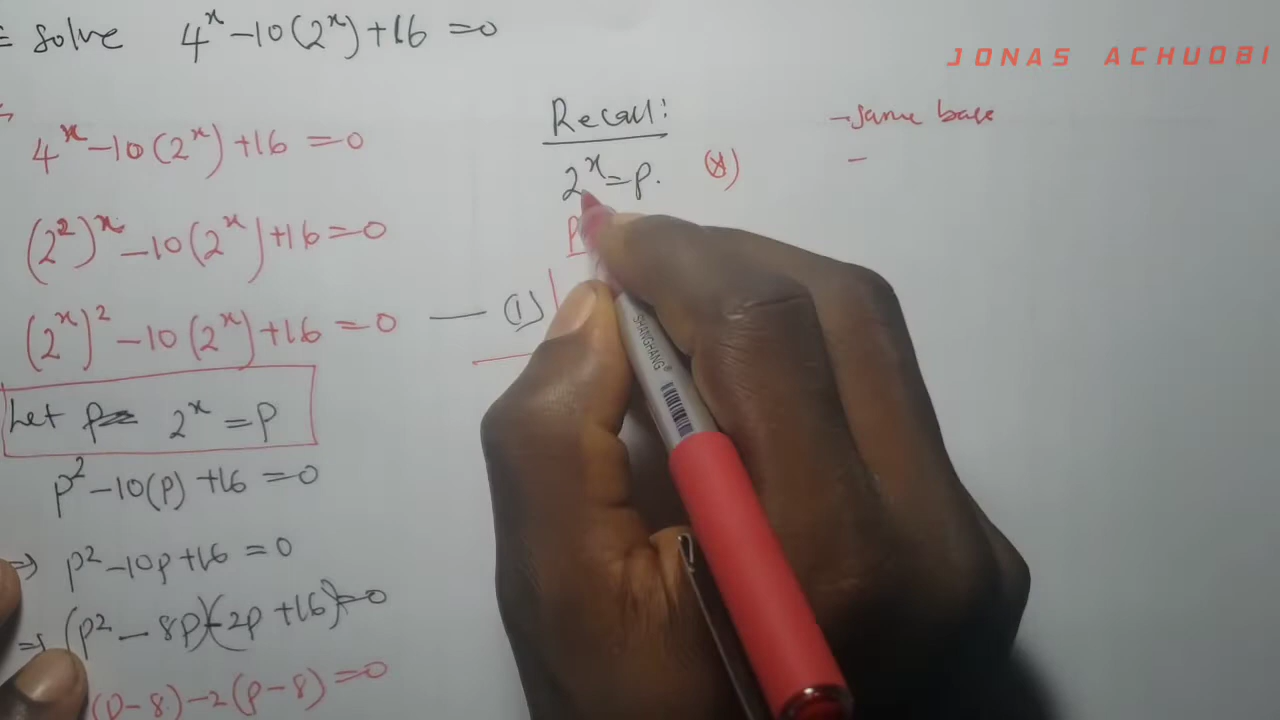 = solve 4^x - 10(2^x) + 16 = 0
JONAS ACHUOBI
4^x - 10(2^x) + 16 = 0
(2^2)^x - 10(2^x) + 16 = 0
(2^x)^2 - 10(2^x) + 16 = 0 — (1)
Let p= 2^x = p
p^2 - 10(p) + 16 = 0
⇒ p^2 - 10p + 16 = 0
⇒ (p^2 - 8p)(-2p + 16) = 0
(p-8) - 2(p-8) = 0
Recall:
2^x = p. (*)
P
- same base
-
SHANGHANG®